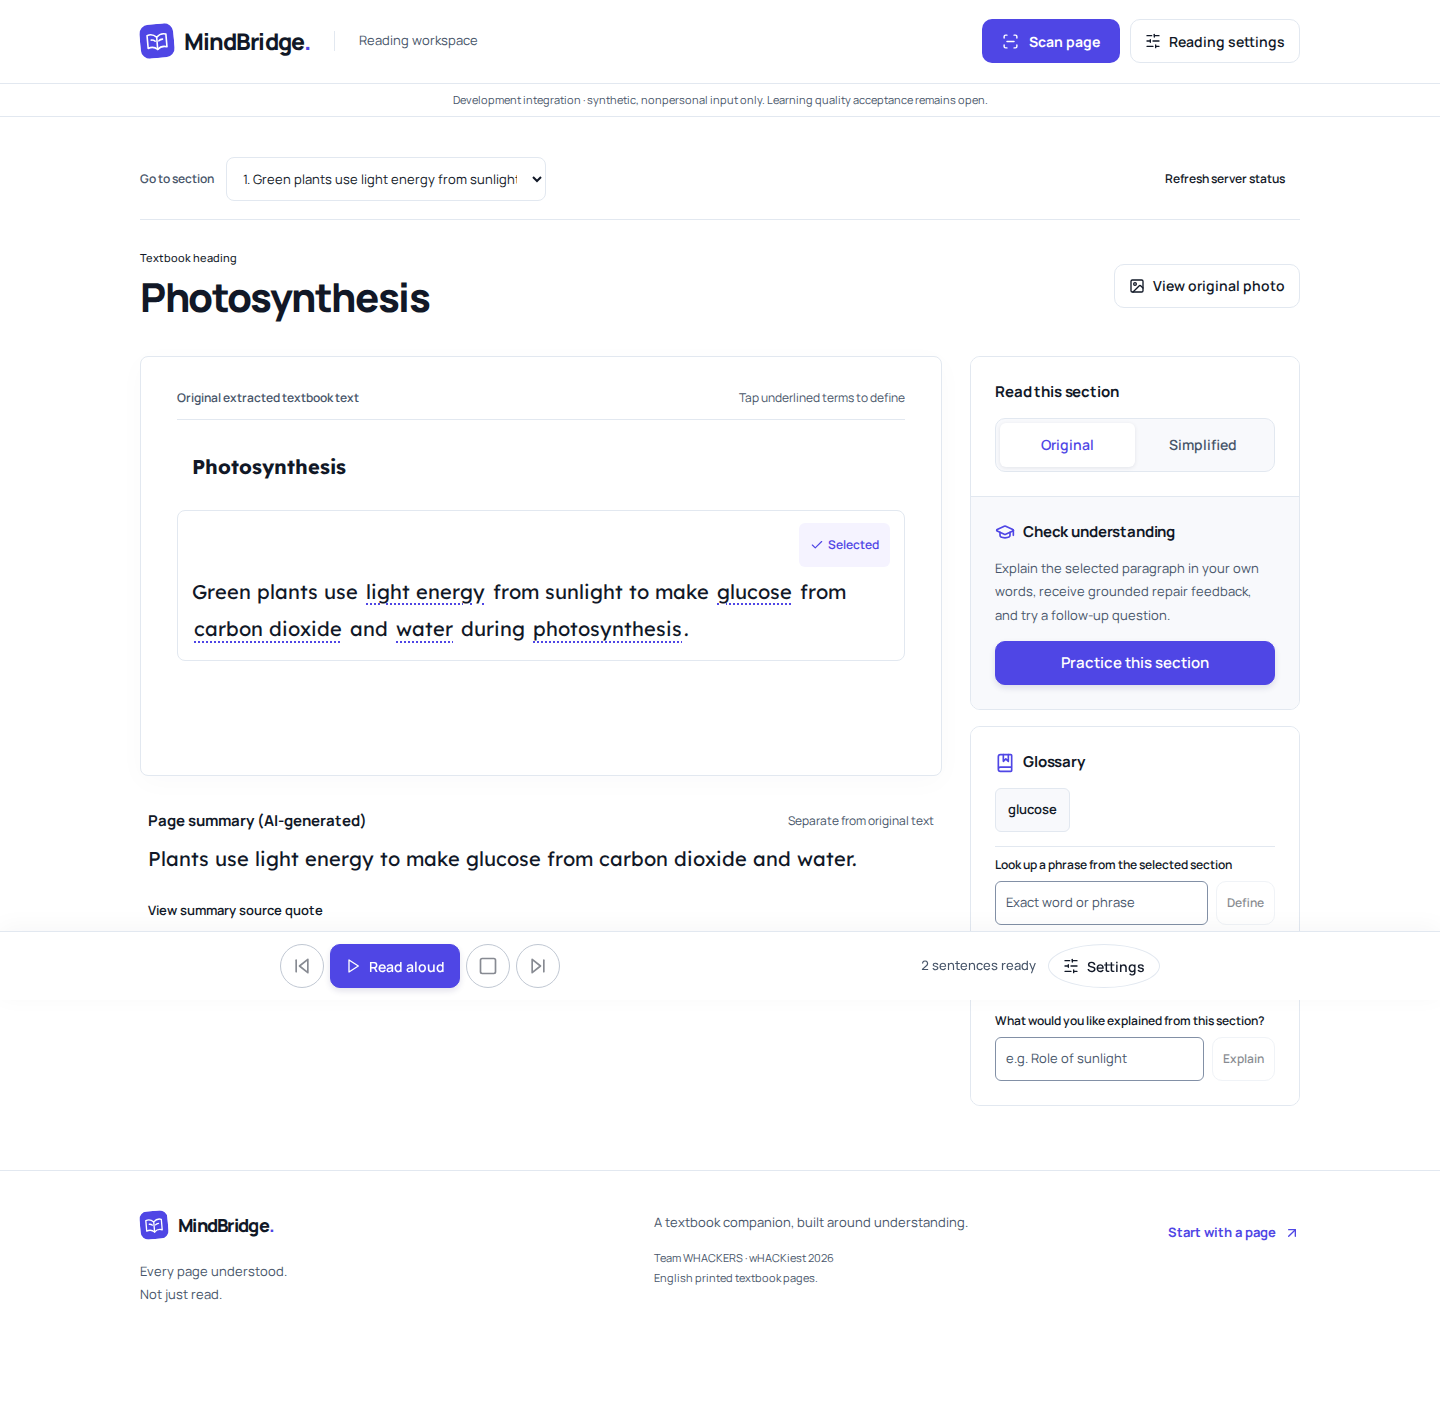 MindBridge.
Reading workspace
Scan page
Reading settings
Development integration · synthetic, nonpersonal input only. Learning quality acceptance remains open.
Go to section
1. Green plants use light energy from sunlight
Refresh server status
Textbook heading
Photosynthesis
View original photo
Original extracted textbook text
Tap underlined terms to define
Photosynthesis
Selected
Green plants use light energy from sunlight to make glucose from
carbon dioxide and water during photosynthesis.
Read this section
Original
Simplified
Check understanding
Explain the selected paragraph in your own
words, receive grounded repair feedback,
and try a follow-up question.
Practice this section
Glossary
glucose
Look up a phrase from the selected section
Exact word or phrase
Define
Page summary (AI-generated)
Separate from original text
Plants use light energy to make glucose from carbon dioxide and water.
View summary source quote
Read aloud
2 sentences ready
Settings
What would you like explained from this section?
e.g. Role of sunlight
Explain
MindBridge.
Every page understood.
Not just read.
A textbook companion, built around understanding.
Team WHACKERS · wHACKiest 2026
English printed textbook pages.
Start with a page